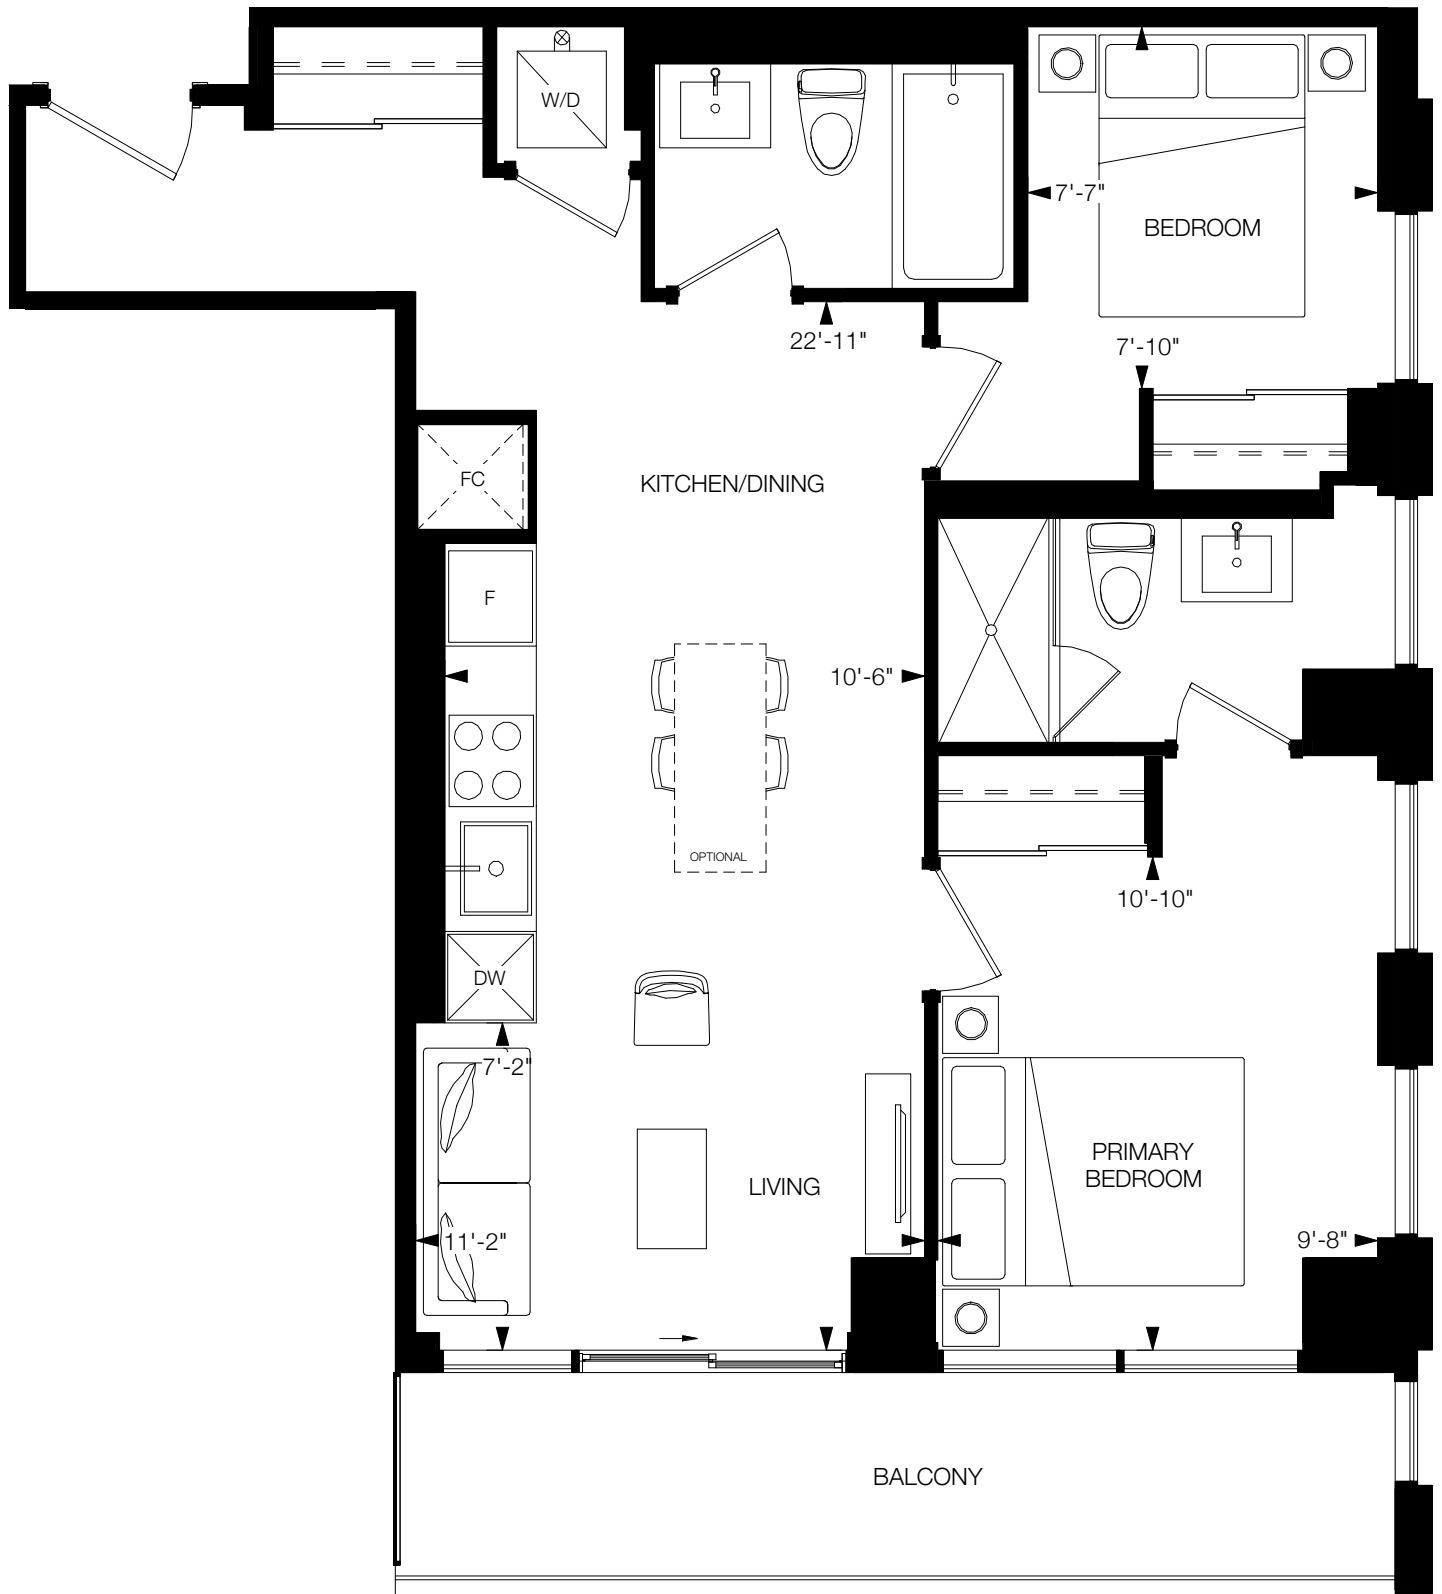 W/D
7'-7"
BEDROOM
22'-11"
7'-10"
FC
KITCHEN/DINING
F
10'-6"
OPTIONAL
10'-10"
DW
7'-2"
PRIMARY
BEDROOM
LIVING
11'-2"
9'-8"
BALCONY